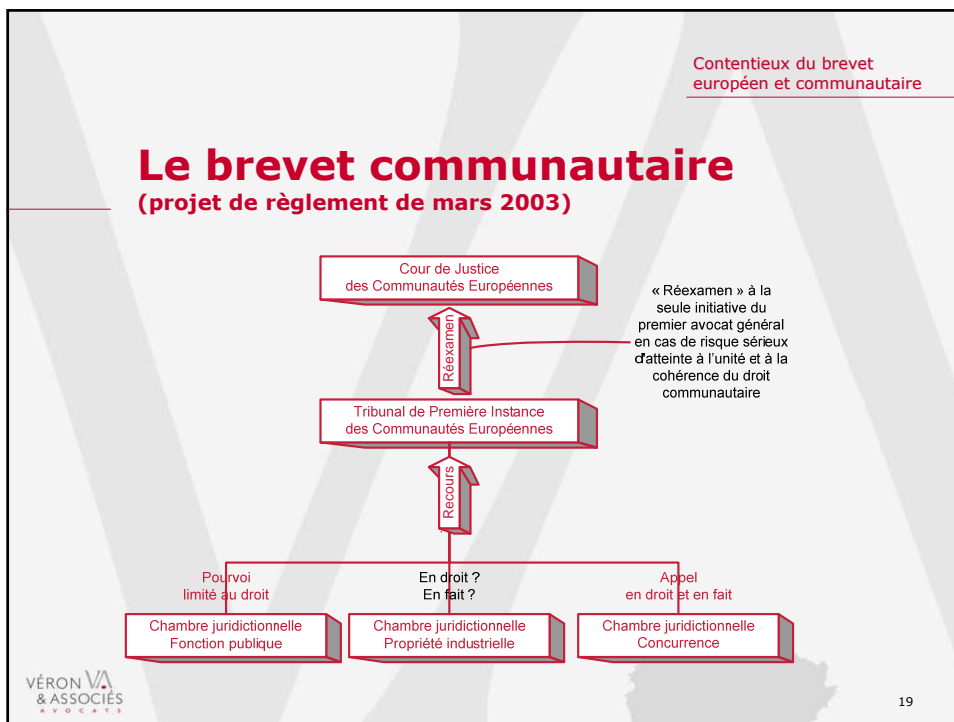 Contentieux du brevet
européen et communautaire
Le brevet communautaire
(projet de règlement de mars 2003)
Cour de Justice
des Communautés Européennes
« Réexamen » à la
seule initiative du
premier avocat général
en cas de risque sérieux
d'atteinte à l'unité et à la
cohérence du droit
communautaire
Réexamen
Tribunal de Première Instance
des Communautés Européennes
Recours
Pourvoi
limité au droit
En droit ?
En fait ?
Appel
en droit et en fait
Chambre juridictionnelle
Fonction publique
Chambre juridictionnelle
Propriété industrielle
Chambre juridictionnelle
Concurrence
VÉRON VA
& ASSOCIÉS
AVOCATS
19